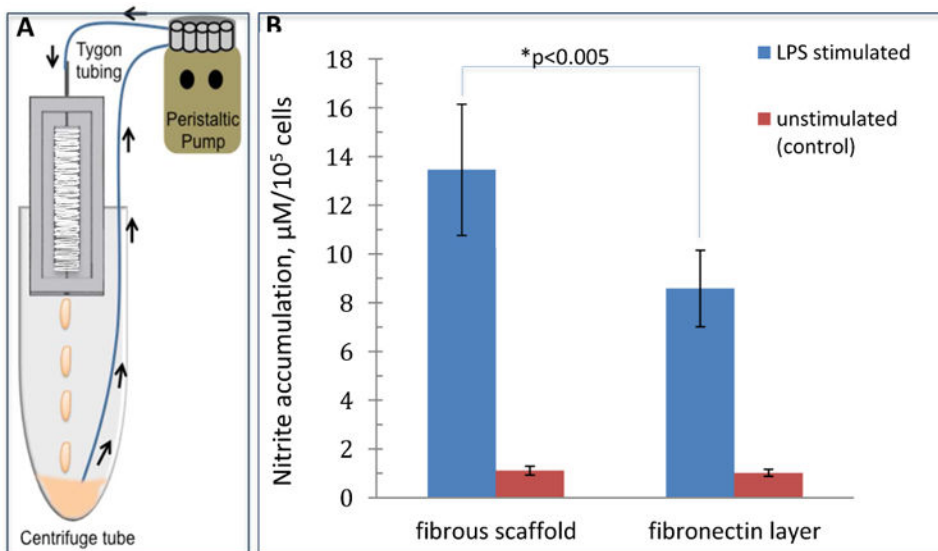 A
Tygon
tubing
Peristaltic
Pump
Centrifuge tube
B
Nitrite accumulation, µM/10⁵ cells
18
16
14
12
10
8
6
4
2
0
*p<0.005
LPS stimulated
unstimulated
(control)
fibrous scaffold
fibronectin layer